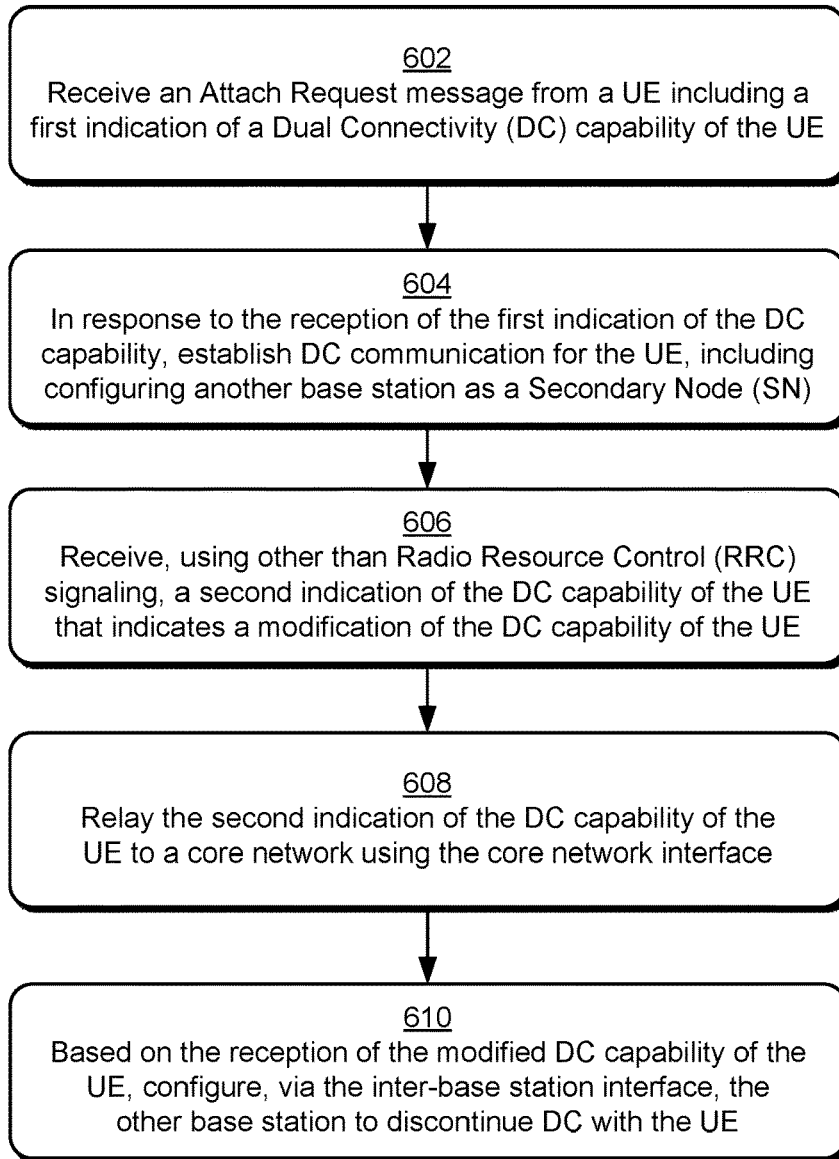 602
Receive an Attach Request message from a UE including a
first indication of a Dual Connectivity (DC) capability of the UE
604
In response to the reception of the first indication of the DC
capability, establish DC communication for the UE, including
configuring another base station as a Secondary Node (SN)
606
Receive, using other than Radio Resource Control (RRC)
signaling, a second indication of the DC capability of the UE
that indicates a modification of the DC capability of the UE
608
Relay the second indication of the DC capability of the
UE to a core network using the core network interface
610
Based on the reception of the modified DC capability of the
UE, configure, via the inter-base station interface, the
other base station to discontinue DC with the UE